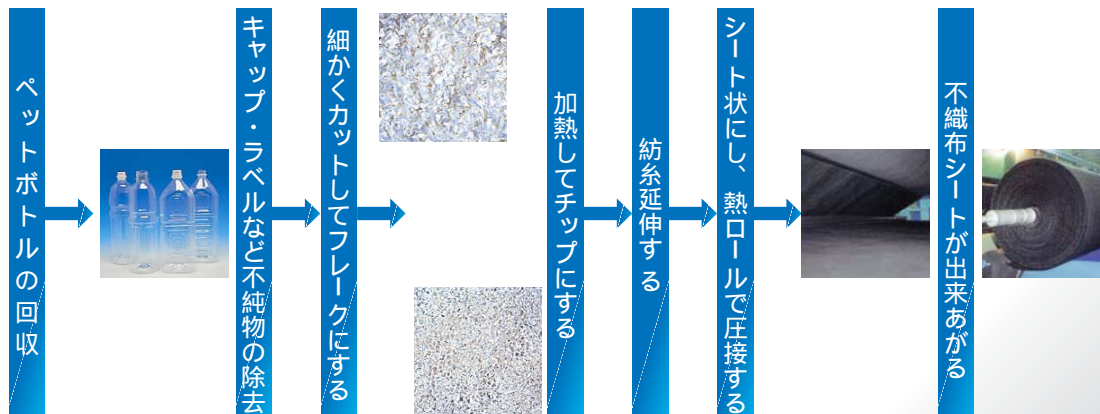 ペットボトルの回収
キャップ・ラベルなど不純物の除去
細かくカットしてフレークにする
加熱してチップにする
紡糸延伸する
シート状にし、熱ロールで圧接する
不織布シートが出来あがる